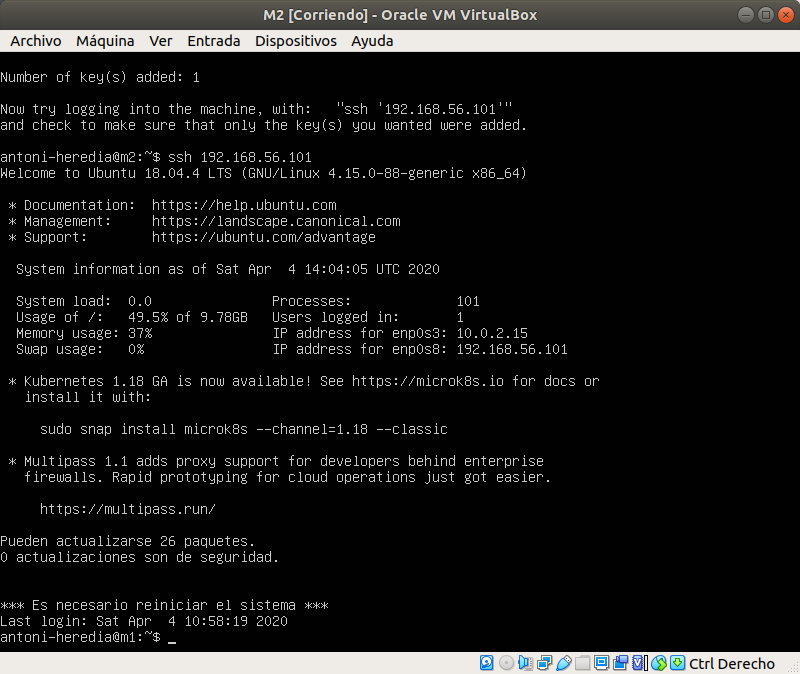 M2 [Corriendo] - Oracle VM VirtualBox
Archivo Máquina Ver Entrada Dispositivos Ayuda
Number of key(s) added: 1
Now try logging into the machine, with:   "ssh '192.168.56.101'"
and check to make sure that only the key(s) you wanted were added.
antoni-heredia@m2:~$ ssh 192.168.56.101
Welcome to Ubuntu 18.04.4 LTS (GNU/Linux 4.15.0-88-generic x86_64)
* Documentation:  https://help.ubuntu.com
* Management:     https://landscape.canonical.com
* Support:        https://ubuntu.com/advantage
System information as of Sat Apr  4 14:04:05 UTC 2020
System load:  0.0               Processes:             101
Usage of /:   49.5% of 9.78GB   Users logged in:       1
Memory usage: 37%               IP address for enp0s3: 10.0.2.15
Swap usage:   0%                IP address for enp0s8: 192.168.56.101
* Kubernetes 1.18 GA is now available! See https://microk8s.io for docs or
install it with:
sudo snap install microk8s --channel=1.18 --classic
* Multipass 1.1 adds proxy support for developers behind enterprise
firewalls. Rapid prototyping for cloud operations just got easier.
https://multipass.run/
Pueden actualizarse 26 paquetes.
0 actualizaciones son de seguridad.
*** Es necesario reiniciar el sistema ***
Last login: Sat Apr  4 10:58:19 2020
antoni-heredia@m1:~$ _
Ctrl Derecho